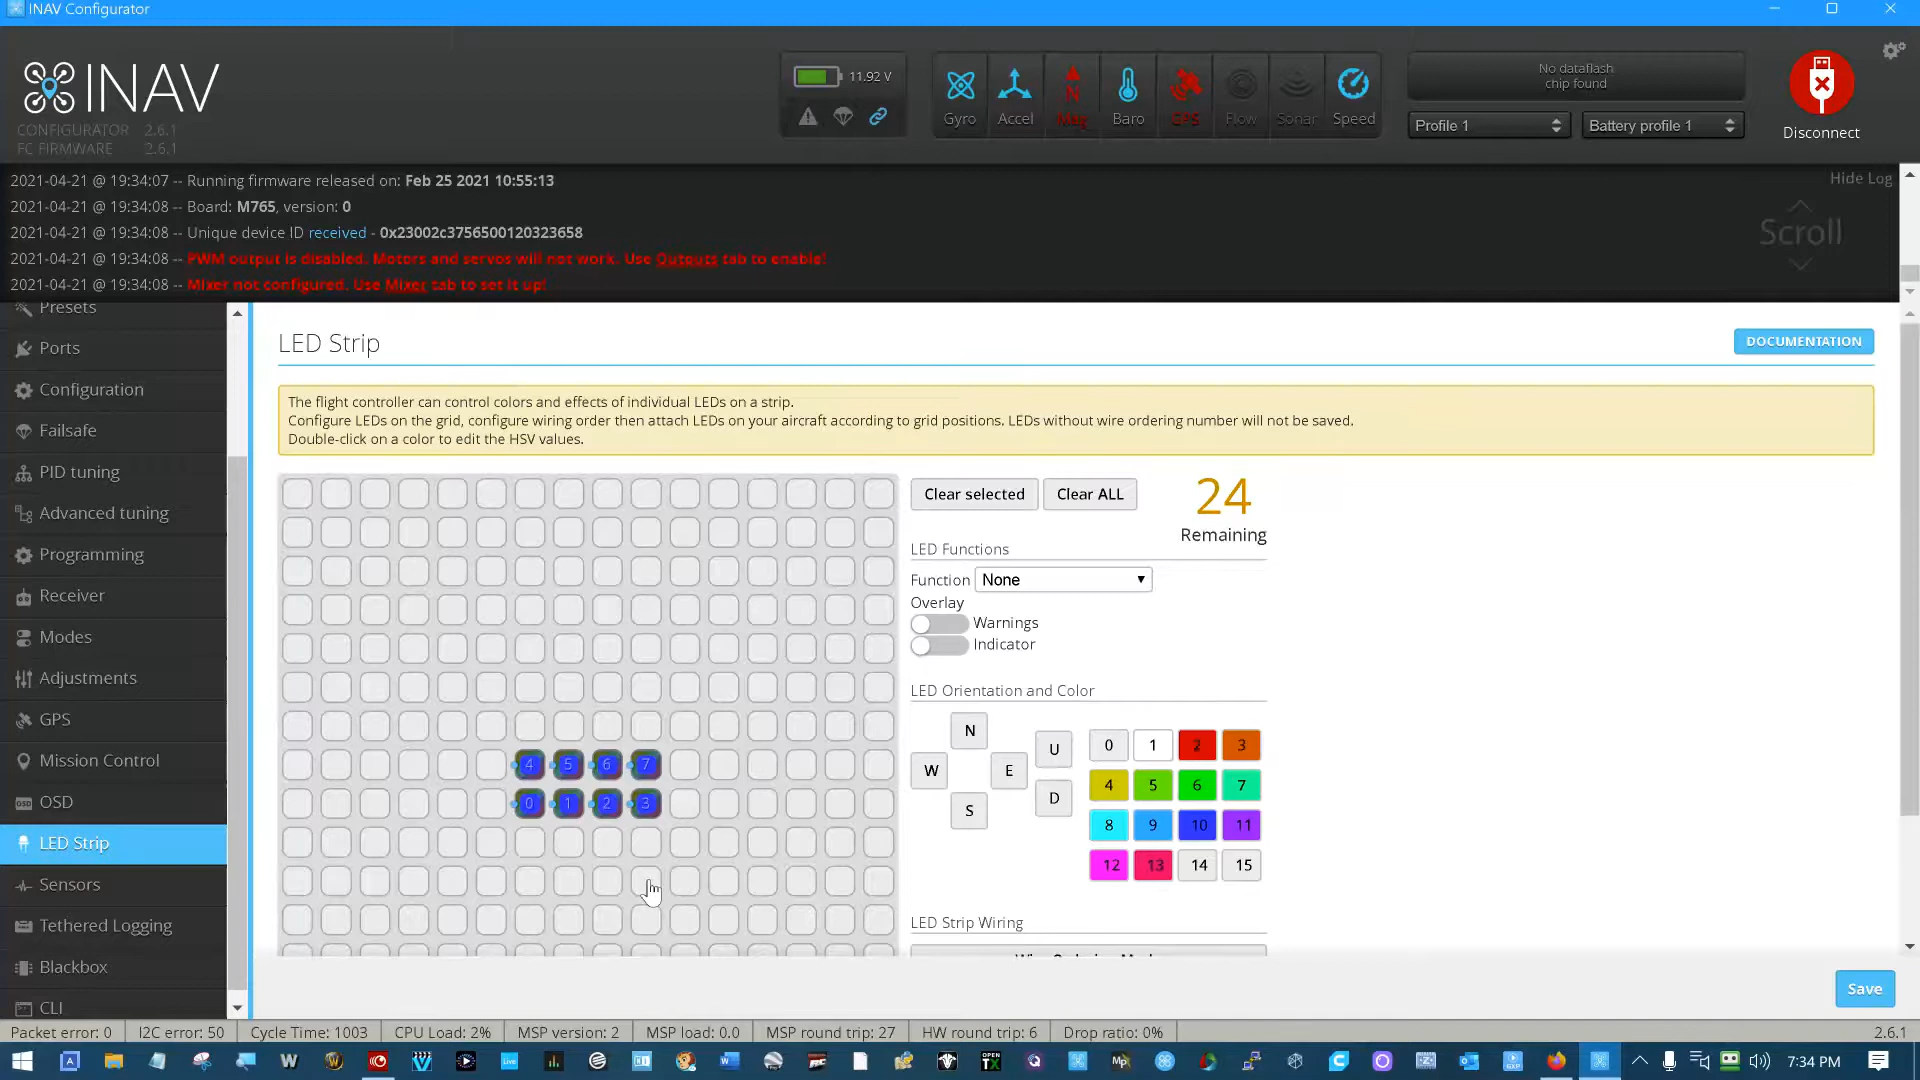 INAV Configurator
INAV
CONFIGURATOR 2.6.1
FC FIRMWARE 2.6.1
11.92 V
Gyro Accel Mag Baro GPS Flow Sonar Speed
No dataflash
chip found
Profile 1
Battery profile 1
Disconnect
2021-04-21 @ 19:34:07 -- Running firmware released on: Feb 25 2021 10:55:13
2021-04-21 @ 19:34:08 -- Board: M765, version: 0
2021-04-21 @ 19:34:08 -- Unique device ID received - 0x23002c3756500120323658
2021-04-21 @ 19:34:08 -- PWM output is disabled. Motors and servos will not work. Use Outputs tab to enable!
2021-04-21 @ 19:34:08 -- Mixer not configured. Use Mixer tab to set it up!
Hide Log
Scroll
Presets
Ports
Configuration
Failsafe
PID tuning
Advanced tuning
Programming
Receiver
Modes
Adjustments
GPS
Mission Control
OSD
LED Strip
Sensors
Tethered Logging
Blackbox
CLI
LED Strip
DOCUMENTATION
The flight controller can control colors and effects of individual LEDs on a strip.
Configure LEDs on the grid, configure wiring order then attach LEDs on your aircraft according to grid positions. LEDs without wire ordering number will not be saved.
Double-click on a color to edit the HSV values.
4 5 6 7
0 1 2 3
Clear selected
Clear ALL
24
Remaining
LED Functions
Function None
Overlay
Warnings
Indicator
LED Orientation and Color
N
W E
S
U
D
0 1 2 3
4 5 6 7
8 9 10 11
12 13 14 15
LED Strip Wiring
Save
Packet error: 0 I2C error: 50 Cycle Time: 1003 CPU Load: 2% MSP version: 2 MSP load: 0.0 MSP round trip: 27 HW round trip: 6 Drop ratio: 0% 2.6.1
7:34 PM